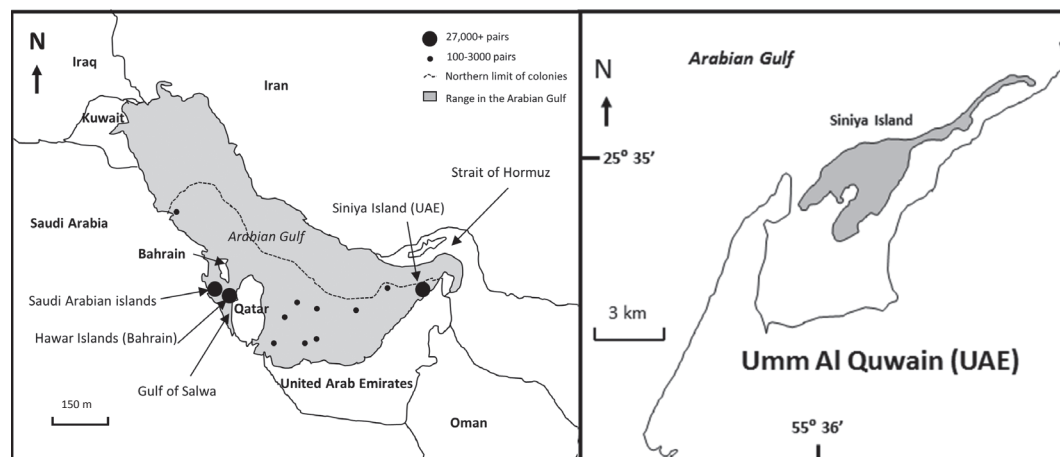 N
Iraq
Kuwait
Iran
27,000+ pairs
100-3000 pairs
Northern limit of colonies
Range in the Arabian Gulf
Strait of Hormuz
Siniya Island (UAE)
Saudi Arabia
Arabian Gulf
Bahrain
Saudi Arabian islands
Qatar
Hawar Islands (Bahrain)
Gulf of Salwa
United Arab Emirates
150 m
Oman
Arabian Gulf
N
Siniya Island
25° 35'
3 km
Umm Al Quwain (UAE)
55° 36'